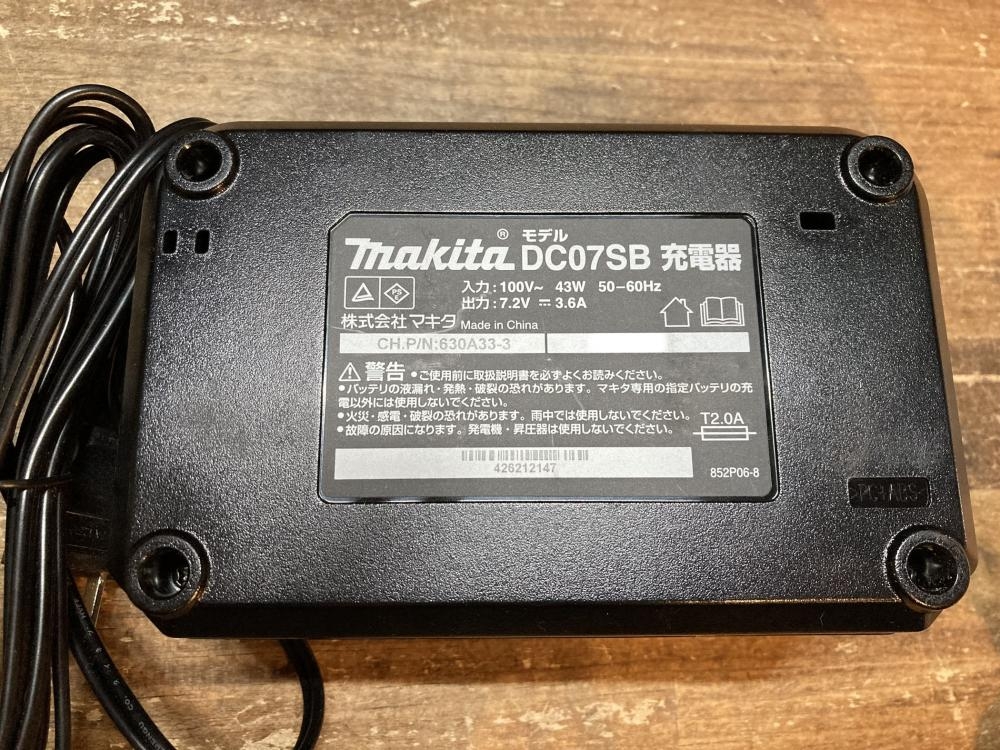 makita® モデル DC07SB 充電器
入力:100V~ 43W 50-60Hz
出力:7.2V ⎓ 3.6A
PS E
株式会社マキタ Made in China
CH.P/N:630A33-3
⚠警告 ●ご使用前に取扱説明書を必ずよくお読みください。
●バッテリの液漏れ・発熱・破裂の恐れがあります。マキタ専用の指定バッテリの充
電以外には使用しないでください。
●火災・感電・破裂の恐れがあります。雨中では使用しないでください。
●故障の原因になります。発電機・昇圧器は使用しないでください。
T2.0A
426212147
852P06-8
>PC+ABS<